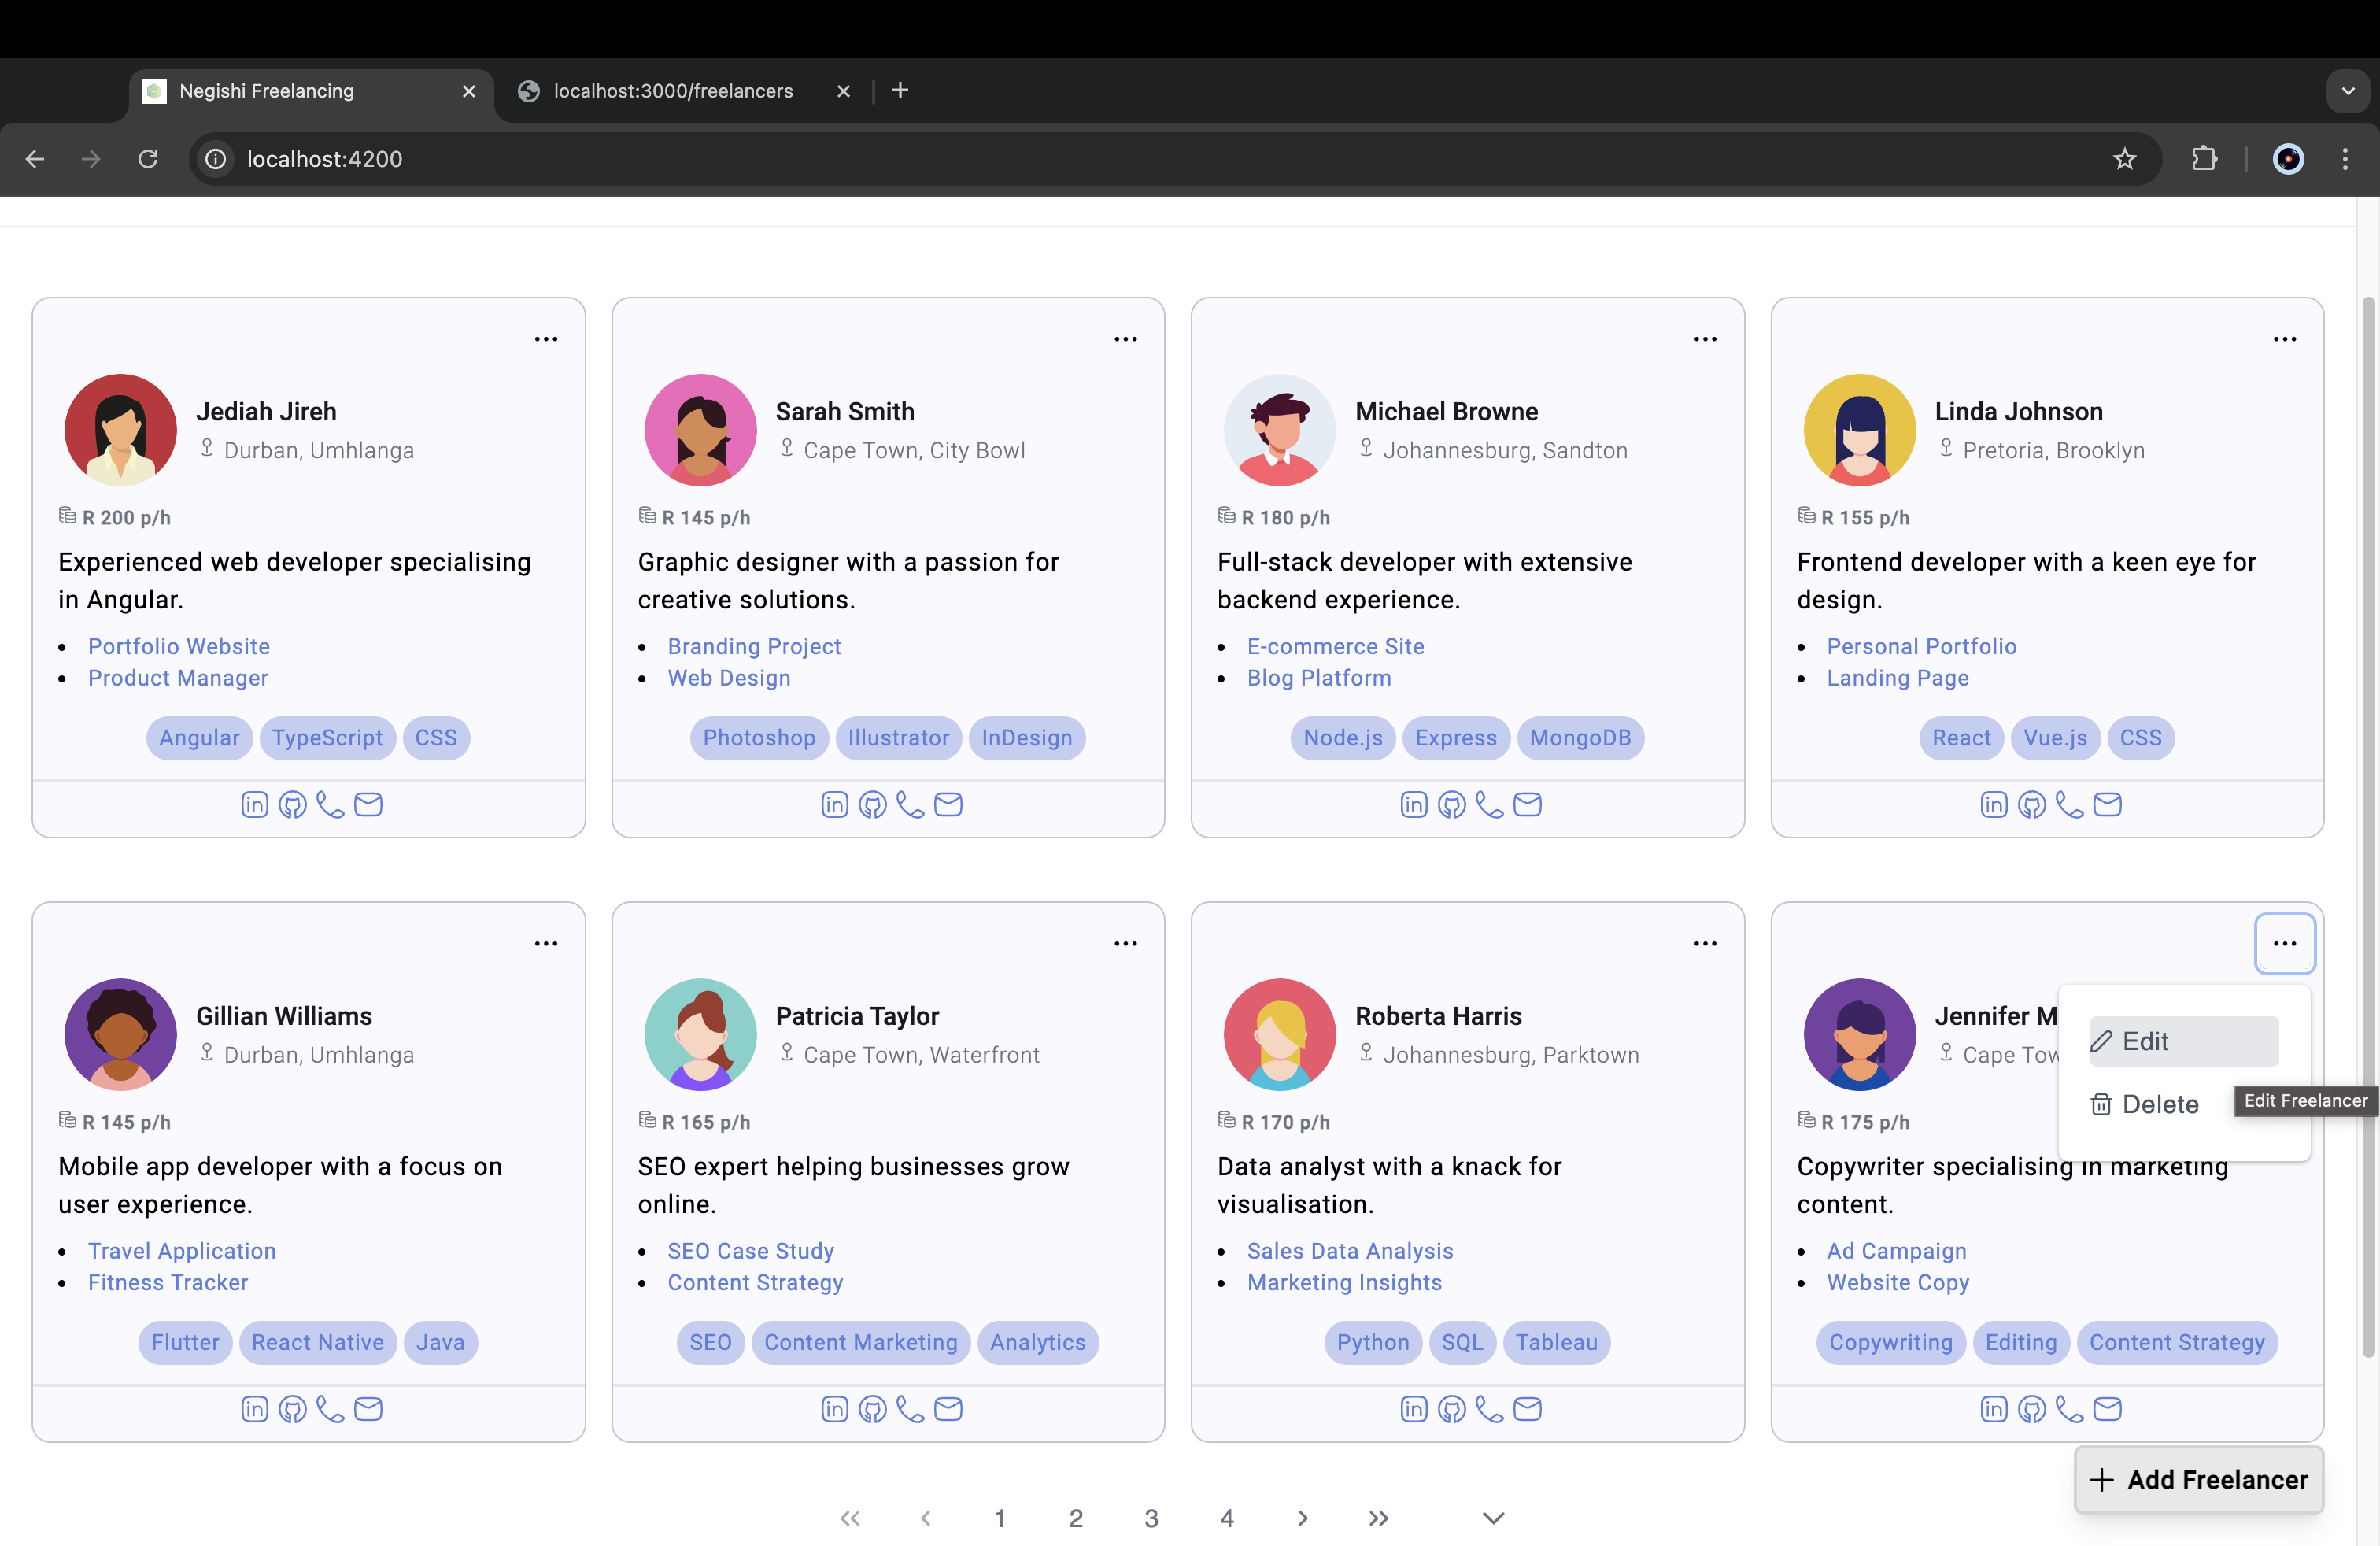 Negishi Freelancing
localhost:3000/freelancers
localhost:4200
Jediah Jireh
Durban, Umhlanga
R 200 p/h
Experienced web developer specialising
in Angular.
Portfolio Website
Product Manager
Angular TypeScript CSS
in
Sarah Smith
Cape Town, City Bowl
R 145 p/h
Graphic designer with a passion for
creative solutions.
Branding Project
Web Design
Photoshop Illustrator InDesign
in
Michael Browne
Johannesburg, Sandton
R 180 p/h
Full-stack developer with extensive
backend experience.
E-commerce Site
Blog Platform
Node.js Express MongoDB
in
Linda Johnson
Pretoria, Brooklyn
R 155 p/h
Frontend developer with a keen eye for
design.
Personal Portfolio
Landing Page
React Vue.js CSS
in
Gillian Williams
Durban, Umhlanga
R 145 p/h
Mobile app developer with a focus on
user experience.
Travel Application
Fitness Tracker
Flutter React Native Java
in
Patricia Taylor
Cape Town, Waterfront
R 165 p/h
SEO expert helping businesses grow
online.
SEO Case Study
Content Strategy
SEO Content Marketing Analytics
in
Roberta Harris
Johannesburg, Parktown
R 170 p/h
Data analyst with a knack for
visualisation.
Sales Data Analysis
Marketing Insights
Python SQL Tableau
in
Jennifer M
Cape Tow
Edit
Delete
Edit Freelancer
R 175 p/h
Copywriter specialising in marketing
content.
Ad Campaign
Website Copy
Copywriting Editing Content Strategy
in
Add Freelancer
1 2 3 4